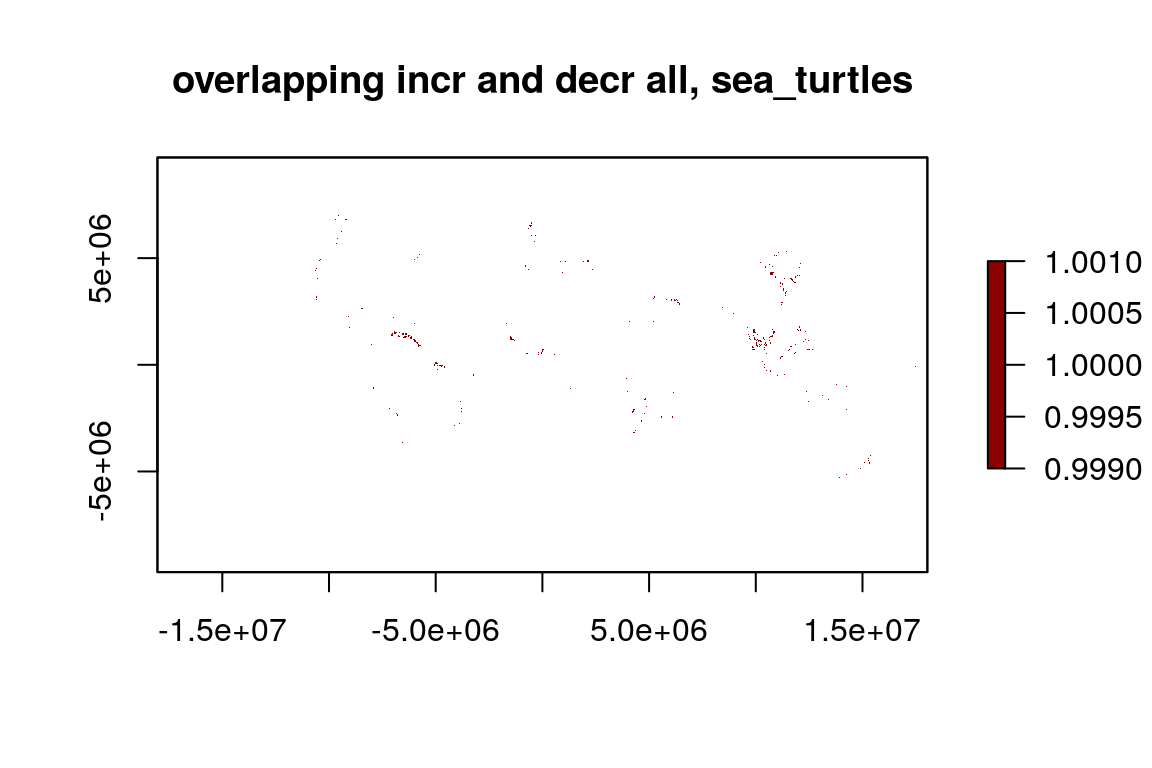 overlapping incr and decr all, sea_turtles
5e+06
-5e+06
-1.5e+07
-5.0e+06
5.0e+06
1.5e+07
1.0010
1.0005
1.0000
0.9995
0.9990